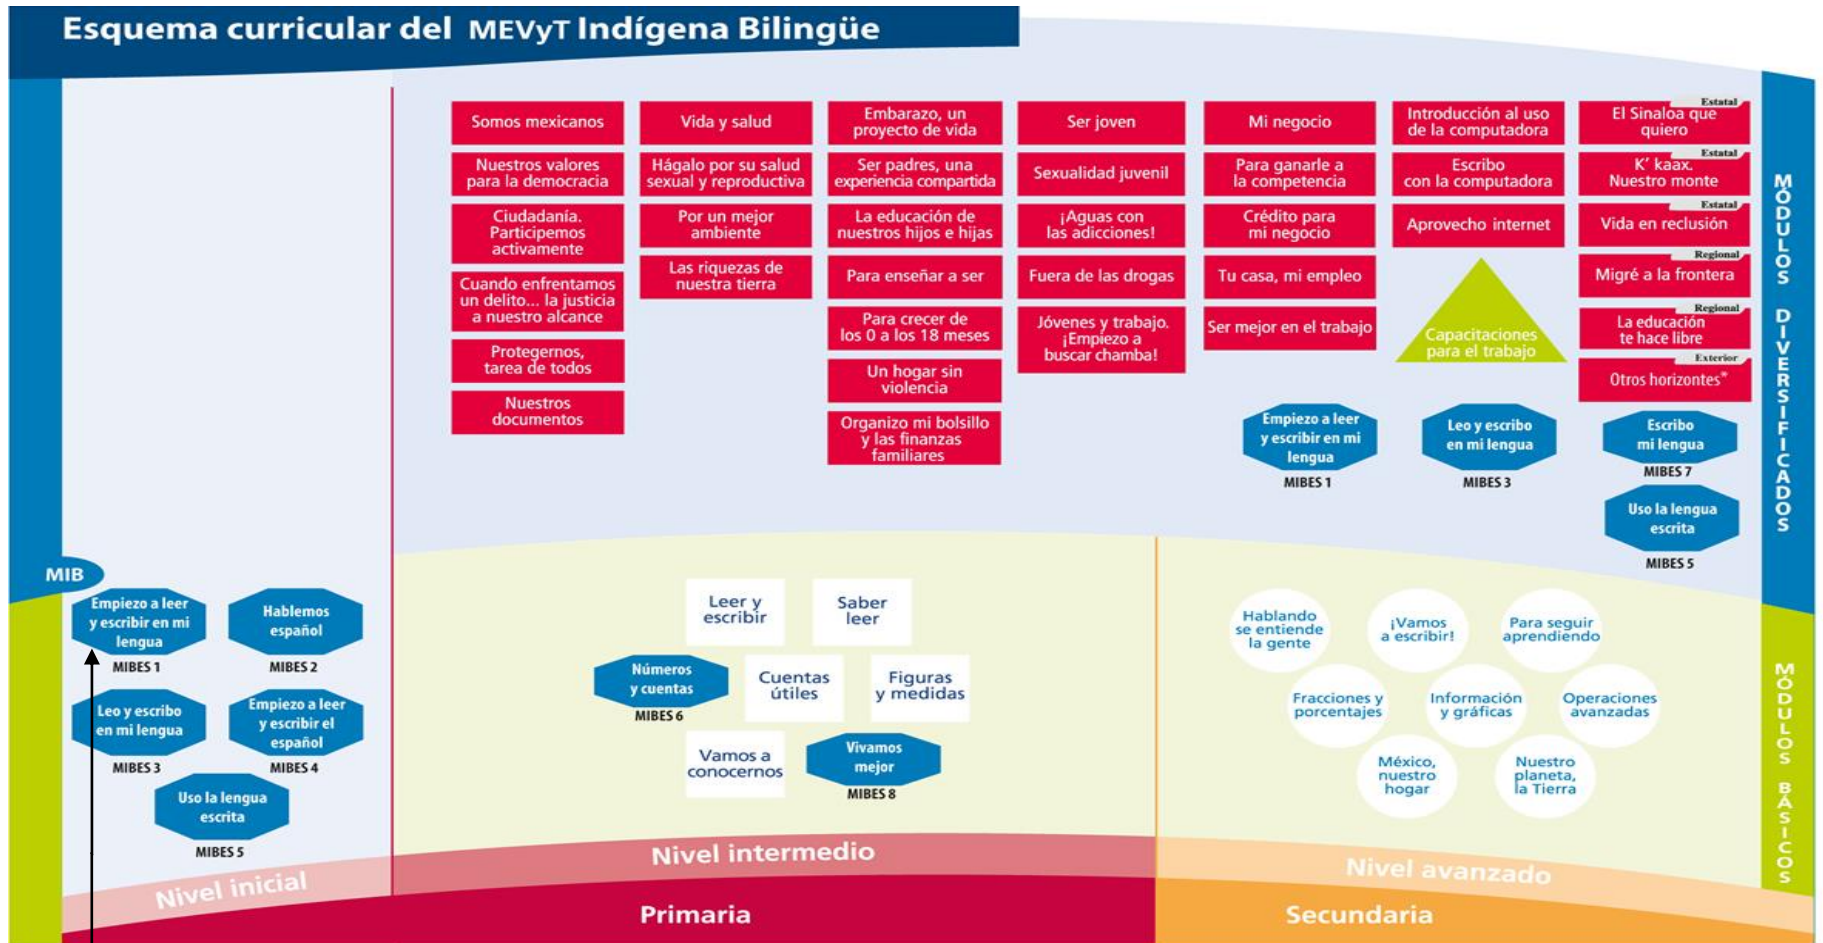 Esquema curricular del MEVyT Indígena Bilingüe
Somos mexicanos
Nuestros valores
para la democracia
Ciudadanía.
Participemos
activamente
Cuando enfrentamos
un delito... la justicia
a nuestro alcance
Protegernos,
tarea de todos
Nuestros
documentos
Vida y salud
Hágalo por su salud
sexual y reproductiva
Por un mejor
ambiente
Las riquezas de
nuestra tierra
Embarazo, un
proyecto de vida
Ser padres, una
experiencia compartida
La educación de
nuestros hijos e hijas
Para enseñar a ser
Para crecer de
los 0 a los 18 meses
Un hogar sin
violencia
Organizo mi bolsillo
y las finanzas
familiares
Ser joven
Sexualidad juvenil
¡Aguas con
las adicciones!
Fuera de las drogas
Jóvenes y trabajo.
¡Empiezo a
buscar chamba!
Mi negocio
Para ganarle a
la competencia
Crédito para
mi negocio
Tu casa, mi empleo
Ser mejor en el trabajo
Introducción al uso
de la computadora
Escribo
con la computadora
Aprovecho internet
Capacitaciones
para el trabajo
Estatal
El Sinaloa que
quiero
Estatal
K' kaax.
Nuestro monte
Estatal
Vida en reclusión
Regional
Migré a la frontera
Regional
La educación
te hace libre
Exterior
Otros horizontes*
Empiezo a leer
y escribir en mi
lengua
MIBES 1
Leo y escribo
en mi lengua
MIBES 3
Escribo
mi lengua
MIBES 7
Uso la lengua
escrita
MIBES 5
MÓDULOS DIVERSIFICADOS
MIB
Empiezo a leer
y escribir en mi
lengua
MIBES 1
Hablemos
español
MIBES 2
Leo y escribo
en mi lengua
MIBES 3
Empiezo a leer
y escribir el
español
MIBES 4
Uso la lengua
escrita
MIBES 5
Leer y
escribir
Saber
leer
Números
y cuentas
MIBES 6
Cuentas
útiles
Figuras
y medidas
Vamos a
conocernos
Vivamos
mejor
MIBES 8
Hablando
se entiende
la gente
¡Vamos
a escribir!
Para seguir
aprendiendo
Fracciones y
porcentajes
Información
y gráficas
Operaciones
avanzadas
México,
nuestro
hogar
Nuestro
planeta,
la Tierra
MÓDULOS BÁSICOS
Nivel inicial
Nivel intermedio
Nivel avanzado
Primaria
Secundaria